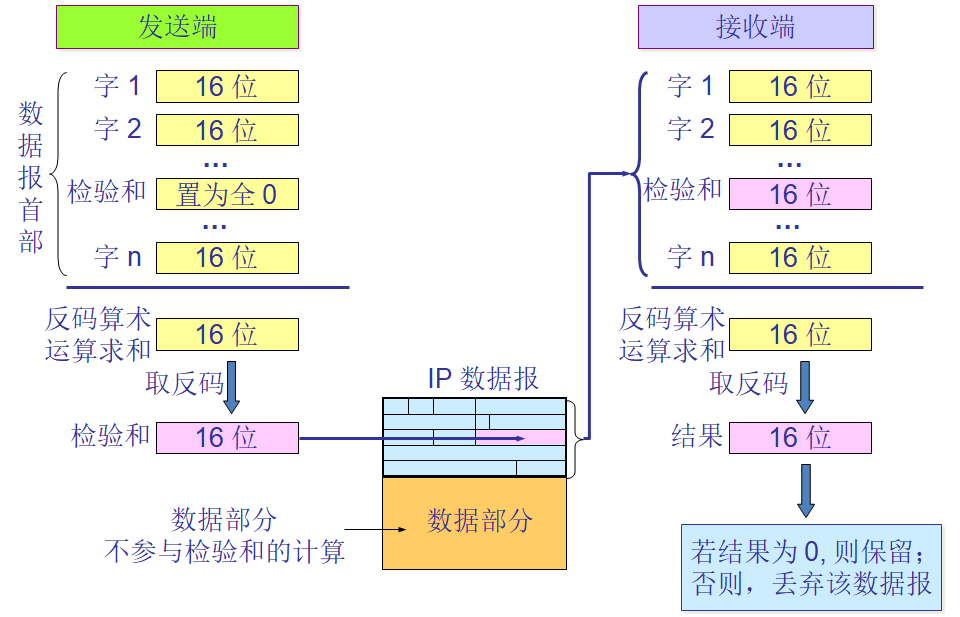 发送端
字 1 16 位
字 2 16 位
…
检验和 置为全 0
…
字 n 16 位
数据报首部
反码算术
运算求和 16 位
取反码
检验和 16 位
IP 数据报
数据部分
数据部分
不参与检验和的计算
接收端
字 1 16 位
字 2 16 位
…
检验和 16 位
…
字 n 16 位
反码算术
运算求和 16 位
取反码
结果 16 位
若结果为 0, 则保留；
否则，丢弃该数据报